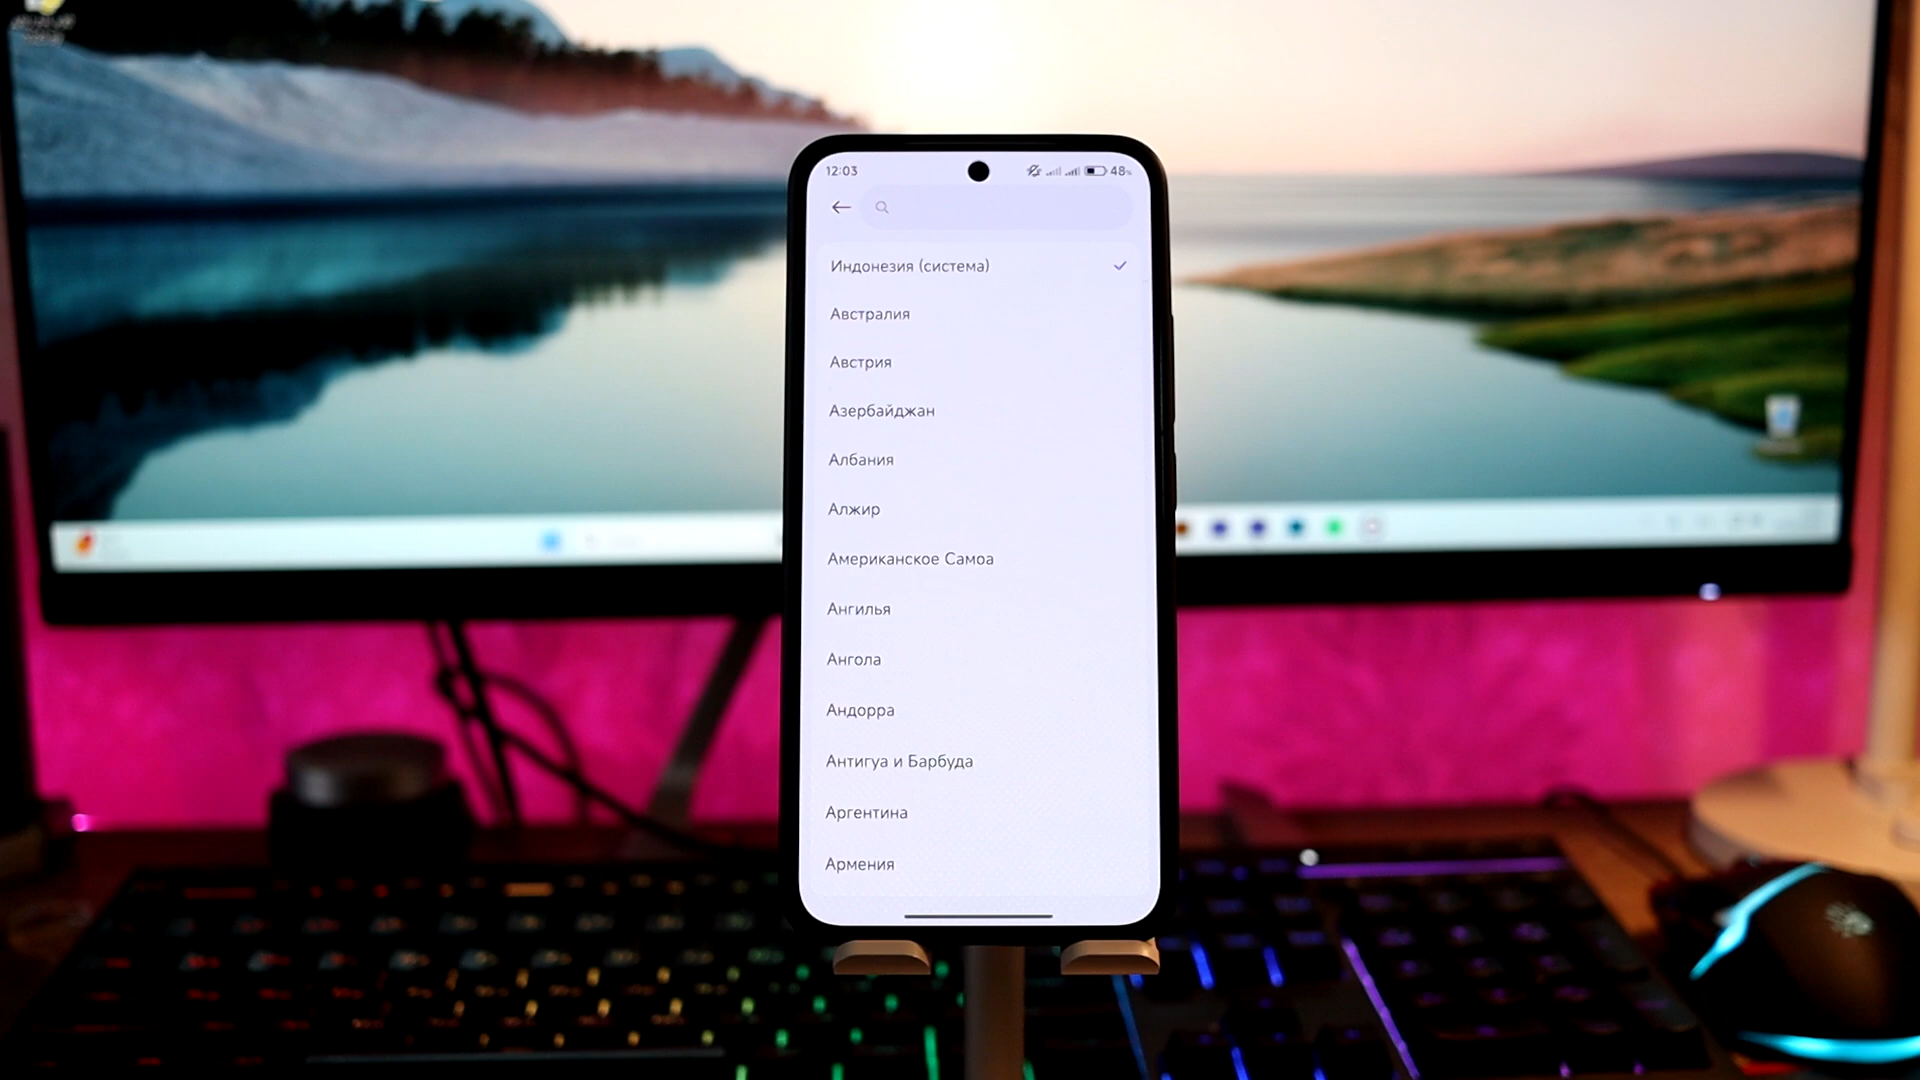 12:03
48%
Индонезия (система)
Австралия
Австрия
Азербайджан
Албания
Алжир
Американское Самоа
Ангилья
Ангола
Андорра
Антигуа и Барбуда
Аргентина
Армения